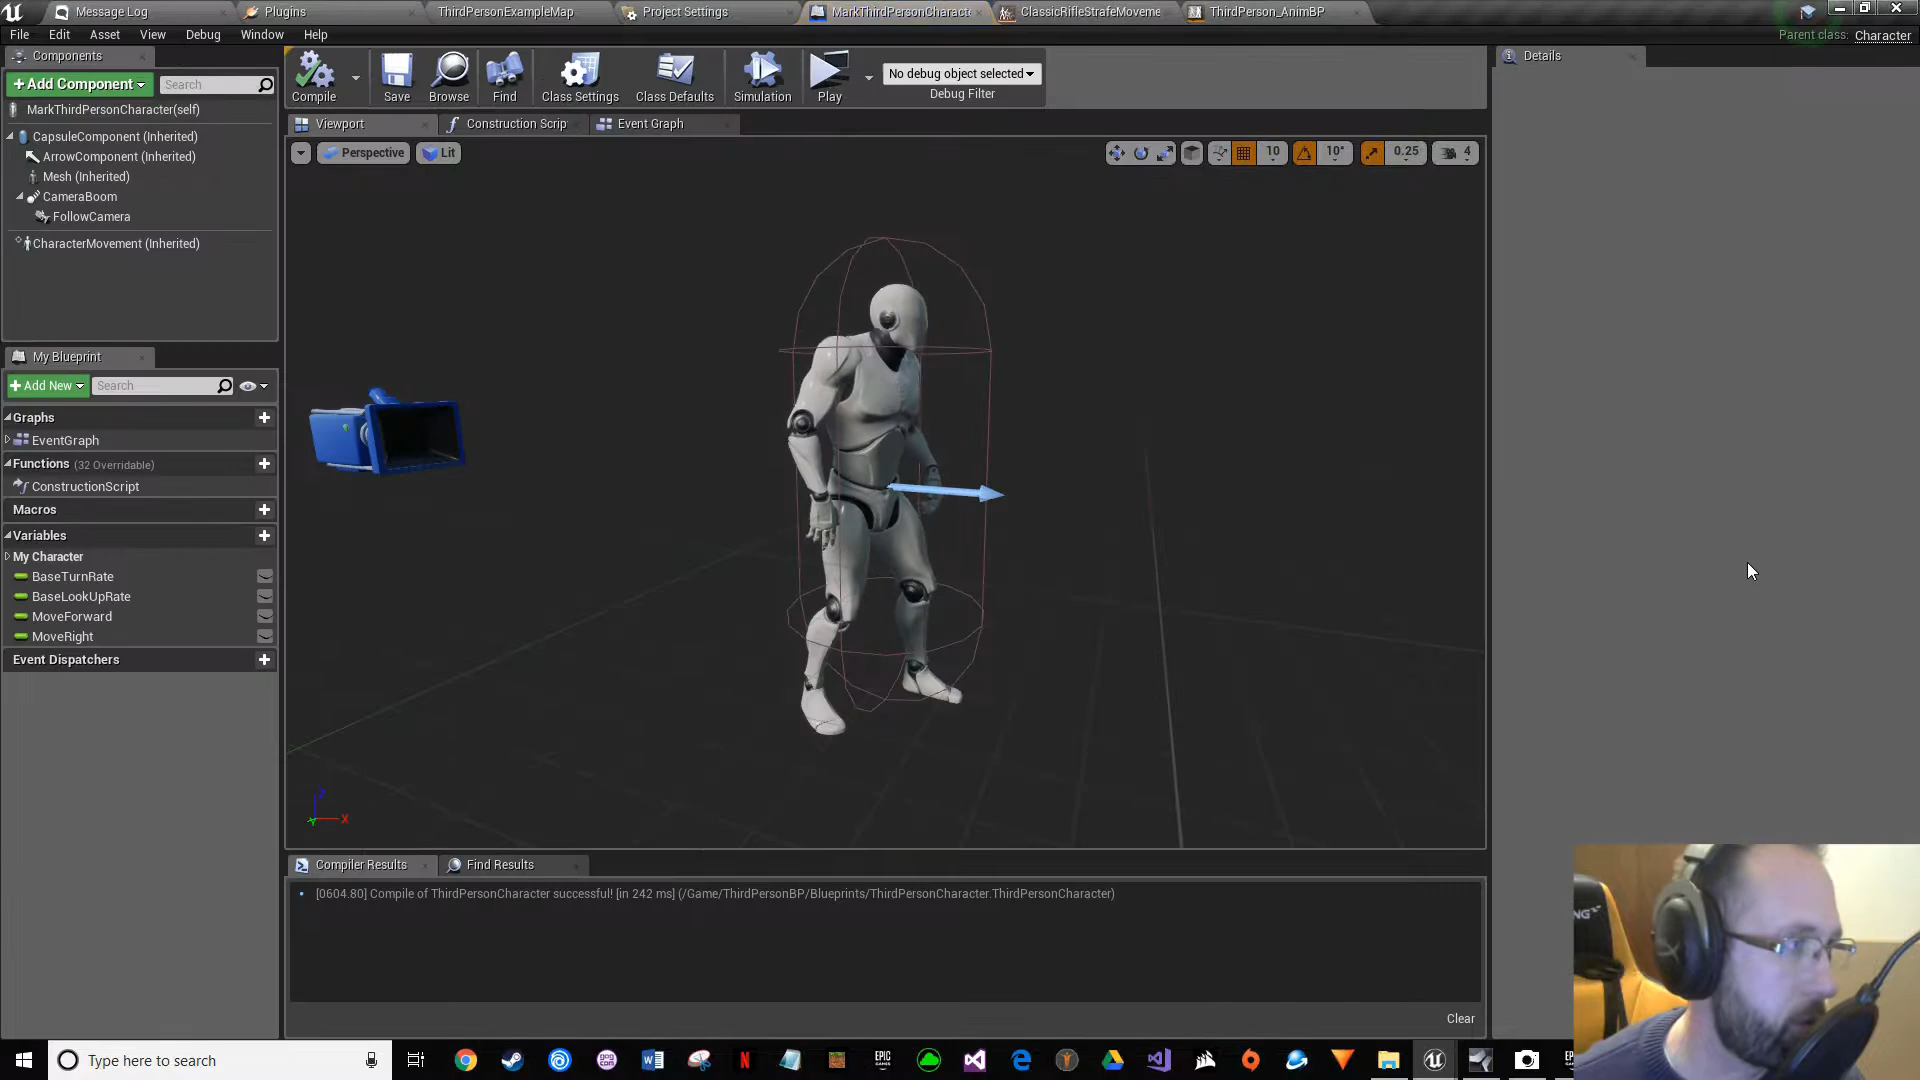 Message Log
Plugins
ThirdPersonExampleMap
Project Settings
MarkThirdPersonCharacte
ClassicRifleStrafeMoveme
ThirdPerson_AnimBP
File
Edit
Asset
View
Debug
Window
Help
Parent class: Character
Components
+Add Component
Search
MarkThirdPersonCharacter(self)
CapsuleComponent (Inherited)
ArrowComponent (Inherited)
Mesh (Inherited)
CameraBoom
FollowCamera
CharacterMovement (Inherited)
My Blueprint
+Add New
Search
Graphs
EventGraph
Functions (32 Overridable)
ConstructionScript
Macros
Variables
My Character
BaseTurnRate
BaseLookUpRate
MoveForward
MoveRight
Event Dispatchers
Compile
Save
Browse
Find
Class Settings
Class Defaults
Simulation
Play
No debug object selected
Debug Filter
Viewport
Construction Scrip
Event Graph
Perspective
Lit
10
10°
0.25
4
Z
X
Y
Compiler Results
Find Results
[0604.80] Compile of ThirdPersonCharacter successful! [in 242 ms] (/Game/ThirdPersonBP/Blueprints/ThirdPersonCharacter.ThirdPersonCharacter)
Clear
Details
Type here to search